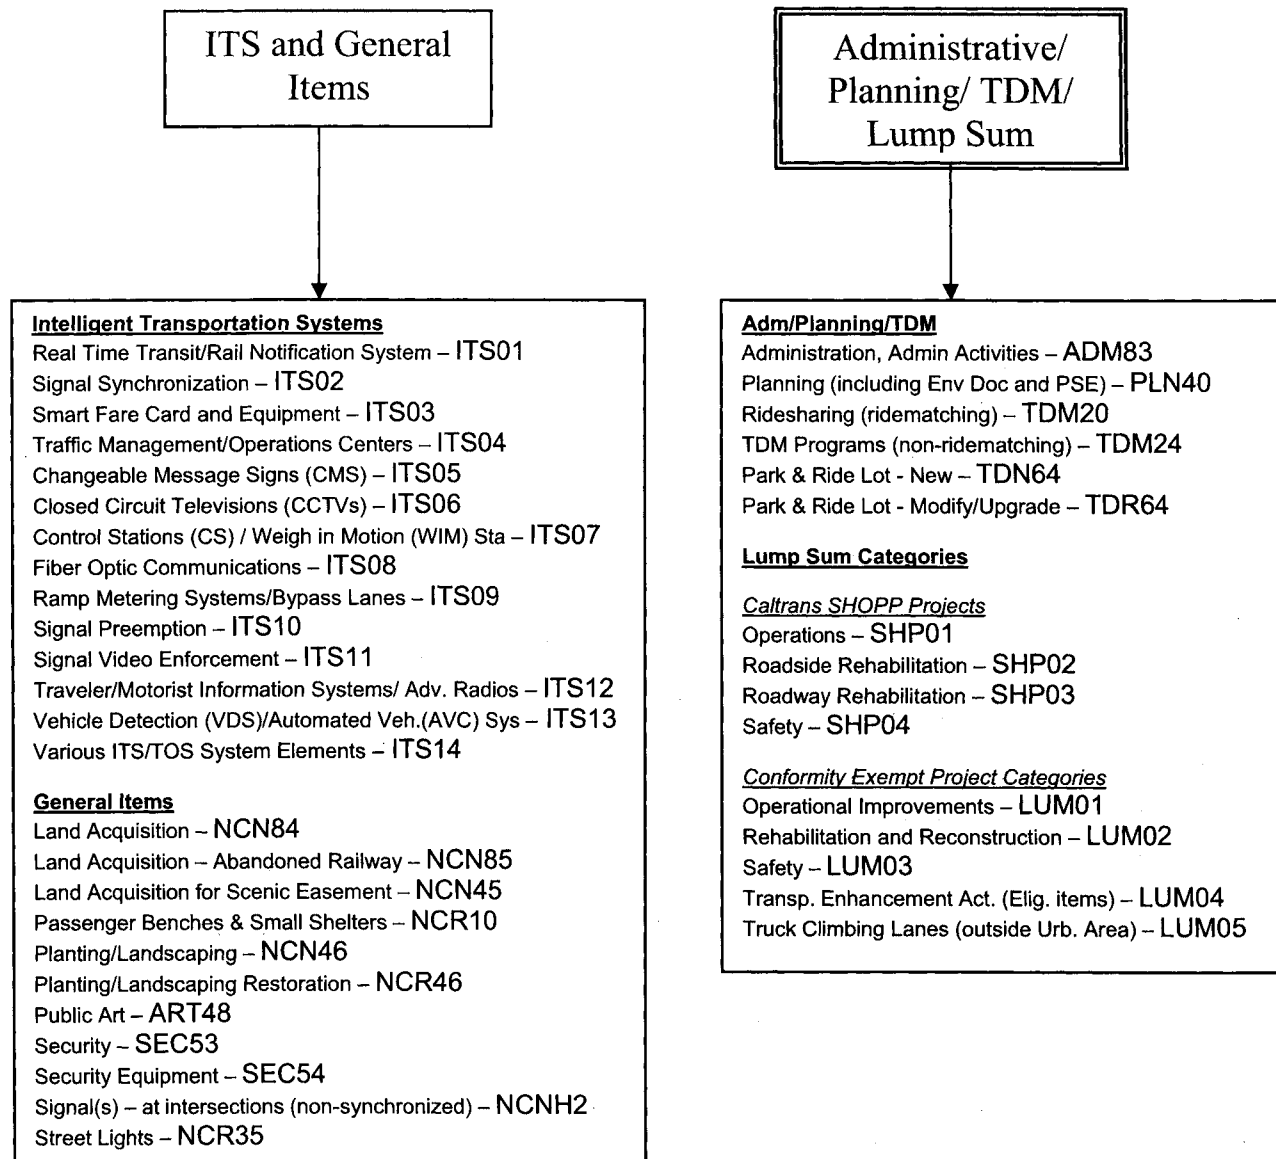 ITS and General
Items
Administrative/
Planning/ TDM/
Lump Sum
Intelligent Transportation Systems
Real Time Transit/Rail Notification System – ITS01
Signal Synchronization – ITS02
Smart Fare Card and Equipment – ITS03
Traffic Management/Operations Centers – ITS04
Changeable Message Signs (CMS) – ITS05
Closed Circuit Televisions (CCTVs) – ITS06
Control Stations (CS) / Weigh in Motion (WIM) Sta – ITS07
Fiber Optic Communications – ITS08
Ramp Metering Systems/Bypass Lanes – ITS09
Signal Preemption – ITS10
Signal Video Enforcement – ITS11
Traveler/Motorist Information Systems/ Adv. Radios – ITS12
Vehicle Detection (VDS)/Automated Veh.(AVC) Sys – ITS13
Various ITS/TOS System Elements – ITS14
General Items
Land Acquisition – NCN84
Land Acquisition – Abandoned Railway – NCN85
Land Acquisition for Scenic Easement – NCN45
Passenger Benches & Small Shelters – NCR10
Planting/Landscaping – NCN46
Planting/Landscaping Restoration – NCR46
Public Art – ART48
Security – SEC53
Security Equipment – SEC54
Signal(s) – at intersections (non-synchronized) – NCNH2
Street Lights – NCR35
Adm/Planning/TDM
Administration, Admin Activities – ADM83
Planning (including Env Doc and PSE) – PLN40
Ridesharing (ridematching) – TDM20
TDM Programs (non-ridematching) – TDM24
Park & Ride Lot - New – TDN64
Park & Ride Lot - Modify/Upgrade – TDR64
Lump Sum Categories
Caltrans SHOPP Projects
Operations – SHP01
Roadside Rehabilitation – SHP02
Roadway Rehabilitation – SHP03
Safety – SHP04
Conformity Exempt Project Categories
Operational Improvements – LUM01
Rehabilitation and Reconstruction – LUM02
Safety – LUM03
Transp. Enhancement Act. (Elig. items) – LUM04
Truck Climbing Lanes (outside Urb. Area) – LUM05